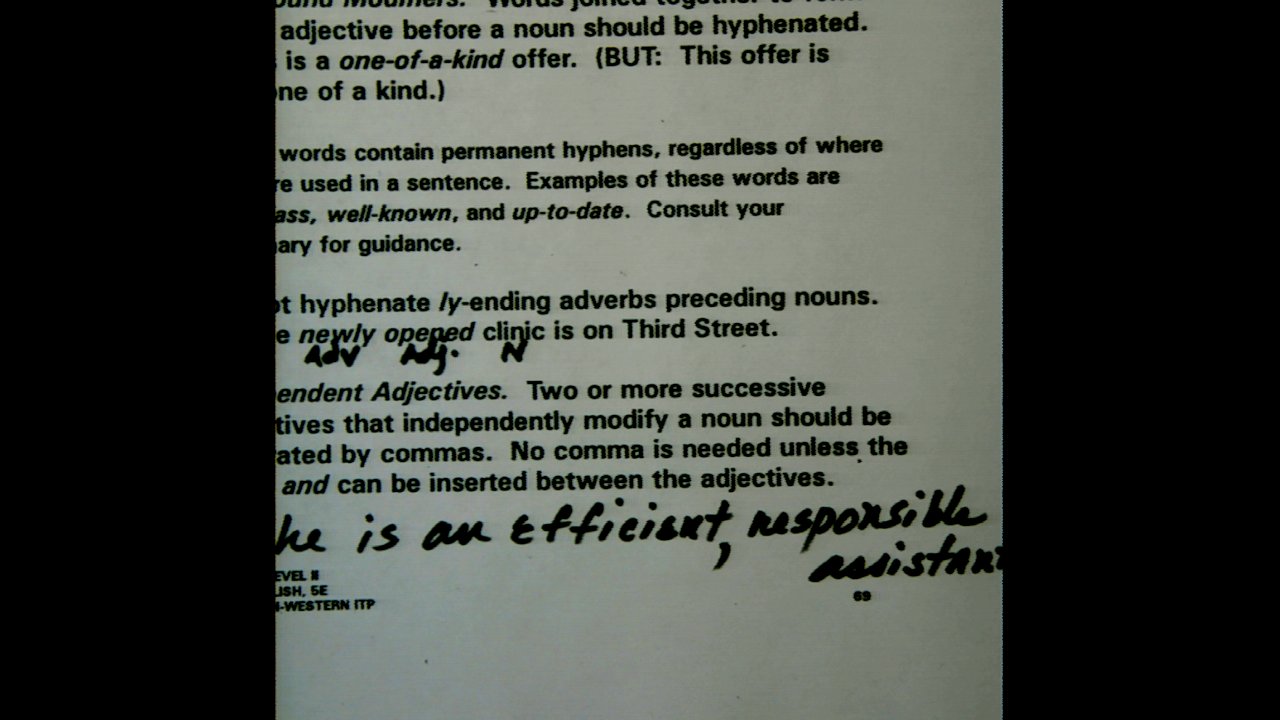 adjective before a noun should be hyphenated.
is a one-of-a-kind offer. (BUT: This offer is
ne of a kind.)
words contain permanent hyphens, regardless of where
re used in a sentence. Examples of these words are
ass, well-known, and up-to-date. Consult your
ary for guidance.
ot hyphenate ly-ending adverbs preceding nouns.
e newly opened clinic is on Third Street.
Adv Adj. N
endent Adjectives. Two or more successive
tives that independently modify a noun should be
ated by commas. No comma is needed unless the
and can be inserted between the adjectives.
he is an efficient, responsible
assistan
EVEL II
ISH, 5E
-WESTERN ITP
69